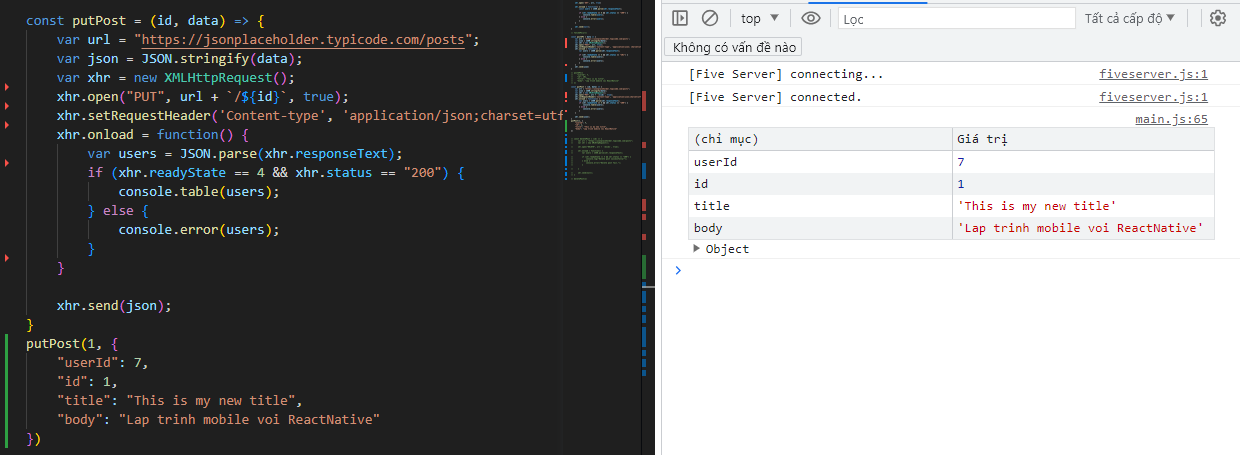 const putPost = (id, data) => {
var url = "https://jsonplaceholder.typicode.com/posts";
var json = JSON.stringify(data);
var xhr = new XMLHttpRequest();
xhr.open("PUT", url + `/${id}`, true);
xhr.setRequestHeader('Content-type', 'application/json;charset=utf
xhr.onload = function() {
var users = JSON.parse(xhr.responseText);
if (xhr.readyState == 4 && xhr.status == "200") {
console.table(users);
} else {
console.error(users);
}
}
xhr.send(json);
}
putPost(1, {
"userId": 7,
"id": 1,
"title": "This is my new title",
"body": "Lap trinh mobile voi ReactNative"
})
top
Lọc
Tất cả cấp độ
Không có vấn đề nào
[Five Server] connecting... fiveserver.js:1
[Five Server] connected. fiveserver.js:1
main.js:65
(chỉ mục) Giá trị
userId 7
id 1
title 'This is my new title'
body 'Lap trinh mobile voi ReactNative'
Object